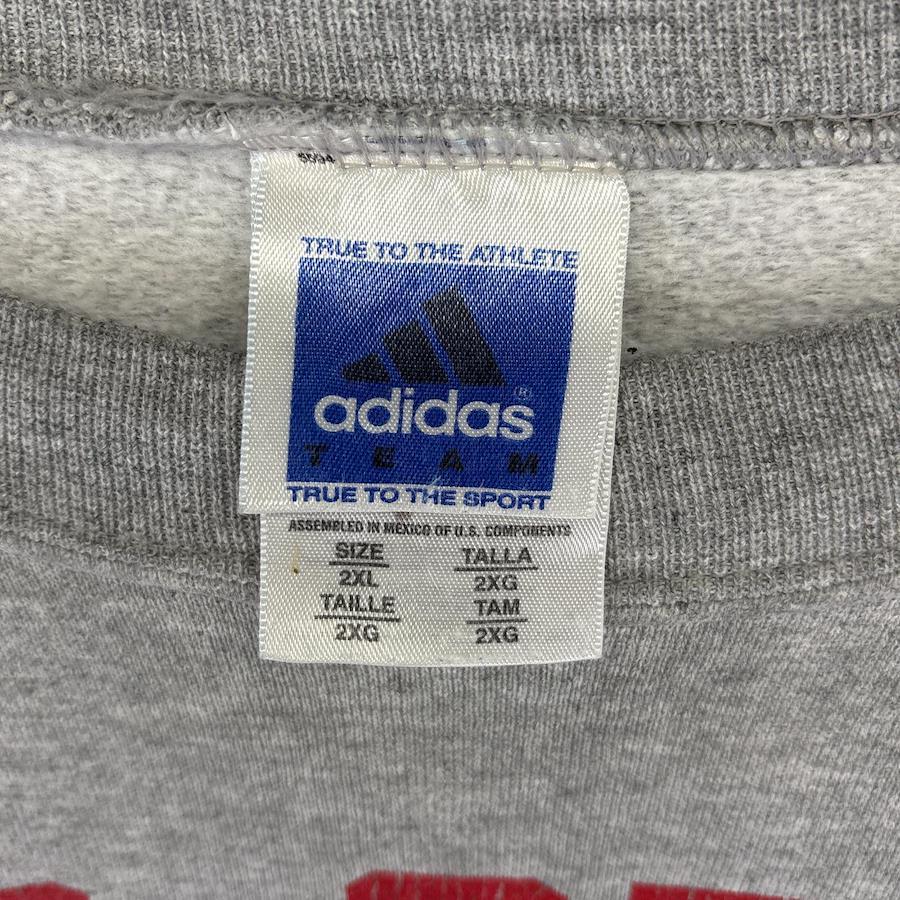 5694
TRUE TO THE ATHLETE
adidas®
TEAM
TRUE TO THE SPORT
ASSEMBLED IN MEXICO OF U.S. COMPONENTS
SIZE TALLA
2XL 2XG
TAILLE TAM
2XG 2XG